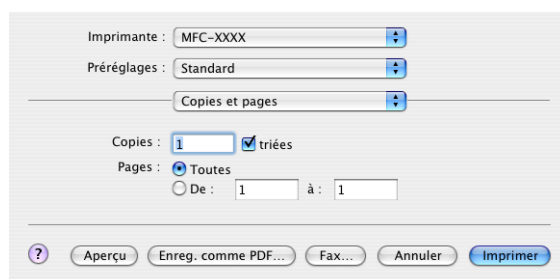 Imprimante : MFC-XXXX
Préréglages : Standard
Copies et pages
Copies : 1 triées
Pages : Toutes
De : 1 à : 1
? Aperçu Enreg. comme PDF... Fax... Annuler Imprimer